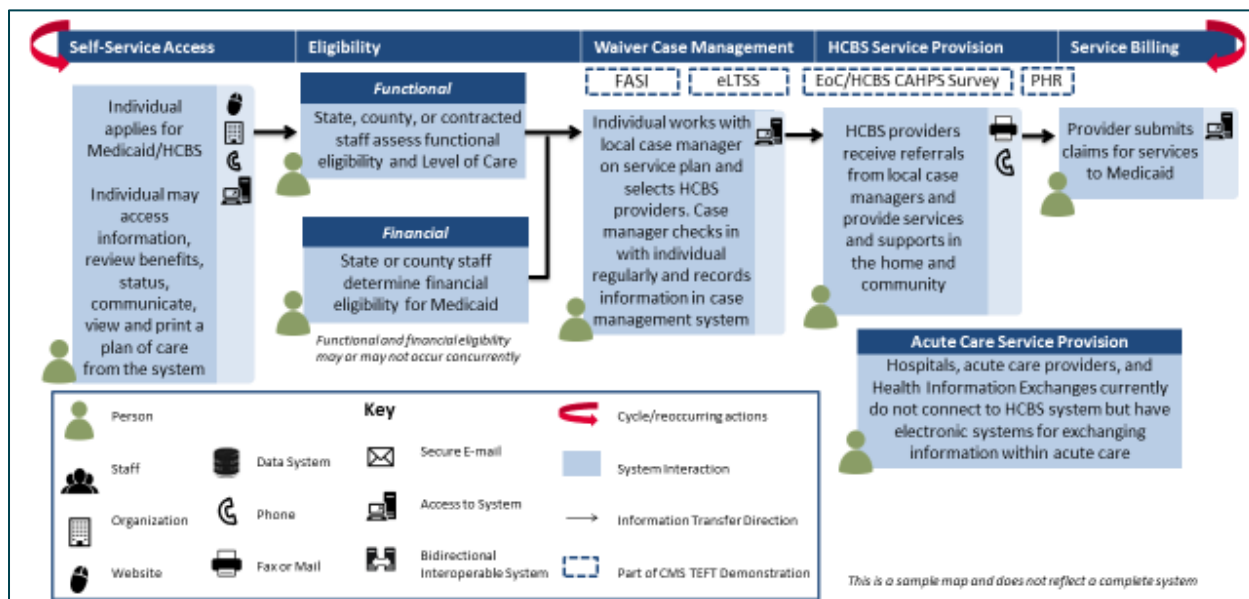 Self-Service Access
Eligibility
Waiver Case Management
HCBS Service Provision
Service Billing
FASI
eLTSS
EoC/HCBS CAHPS Survey
PHR
Individual
applies for
Medicaid/HCBS
Individual may
access
information,
review benefits,
status,
communicate,
view and print a
plan of care
from the system
Functional
State, county, or contracted
staff assess functional
eligibility and Level of Care
Financial
State or county staff
determine financial
eligibility for Medicaid
Functional and financial eligibility
may or may not occur concurrently
Individual works with
local case manager
on service plan and
selects HCBS
providers. Case
manager checks in
with individual
regularly and records
information in case
management system
HCBS providers
receive referrals
from local case
managers and
provide services
and supports in
the home and
community
Provider submits
claims for services
to Medicaid
Acute Care Service Provision
Hospitals, acute care providers, and
Health Information Exchanges currently
do not connect to HCBS system but have
electronic systems for exchanging
information within acute care
Key
Person
Staff
Organization
Website
Data System
Phone
Fax or Mail
Secure E-mail
Access to System
Bidirectional
Interoperable System
Cycle/reoccurring actions
System Interaction
Information Transfer Direction
Part of CMS TEFT Demonstration
This is a sample map and does not reflect a complete system